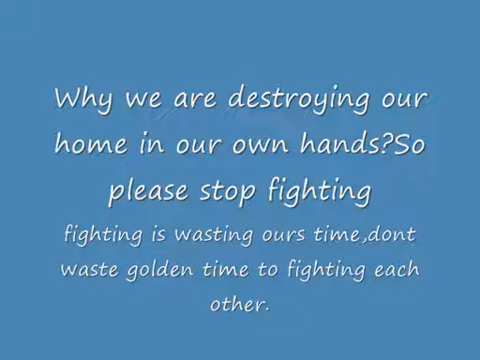 Why we are destroying our
home in our own hands?So
please stop fighting
fighting is wasting ours time,dont
waste golden time to fighting each
other.